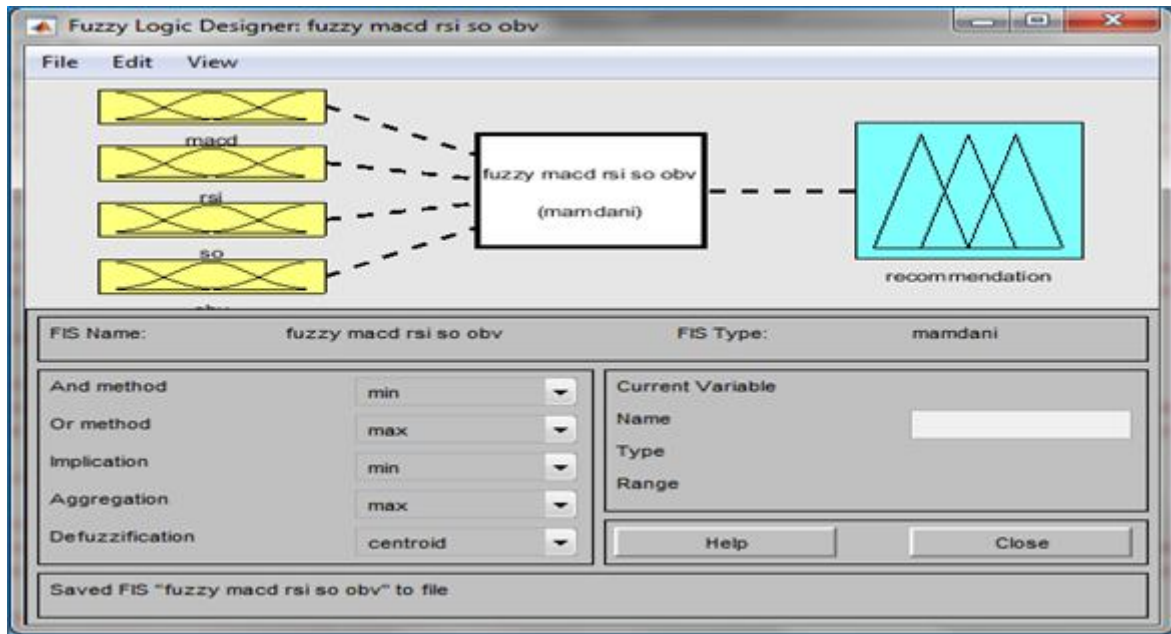 Fuzzy Logic Designer: fuzzy macd rsi so obv
File Edit View
macd
rsi
so
fuzzy macd rsi so obv
(mamdani)
recommendation
FIS Name: fuzzy macd rsi so obv FIS Type: mamdani
And method min
Or method max
Implication min
Aggregation max
Defuzzification centroid
Current Variable
Name
Type
Range
Help Close
Saved FIS "fuzzy macd rsi so obv" to file